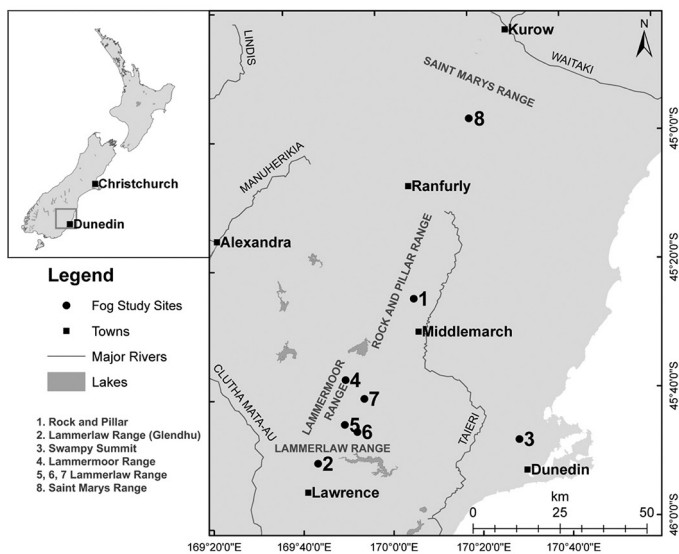 Christchurch
Dunedin
Legend
Fog Study Sites
Towns
Major Rivers
Lakes
1. Rock and Pillar
2. Lammerlaw Range (Glendhu)
3. Swampy Summit
4. Lammermoor Range
5, 6, 7 Lammerlaw Range
8. Saint Marys Range
N
Kurow
LINDIS
WAITAKI
SAINT MARYS RANGE
8
MANUHERIKIA
Ranfurly
Alexandra
ROCK AND PILLAR RANGE
1
Middlemarch
LAMMERMOOR
RANGE
4
7
5
6
CLUTHA MATA-AU
LAMMERLAW RANGE
TAIERI
3
2
Dunedin
Lawrence
km
0 25 50
45°0'0"S
45°20'0"S
45°40'0"S
46°0'0"S
169°20'0"E 169°40'0"E 170°0'0"E 170°20'0"E 170°40'0"E